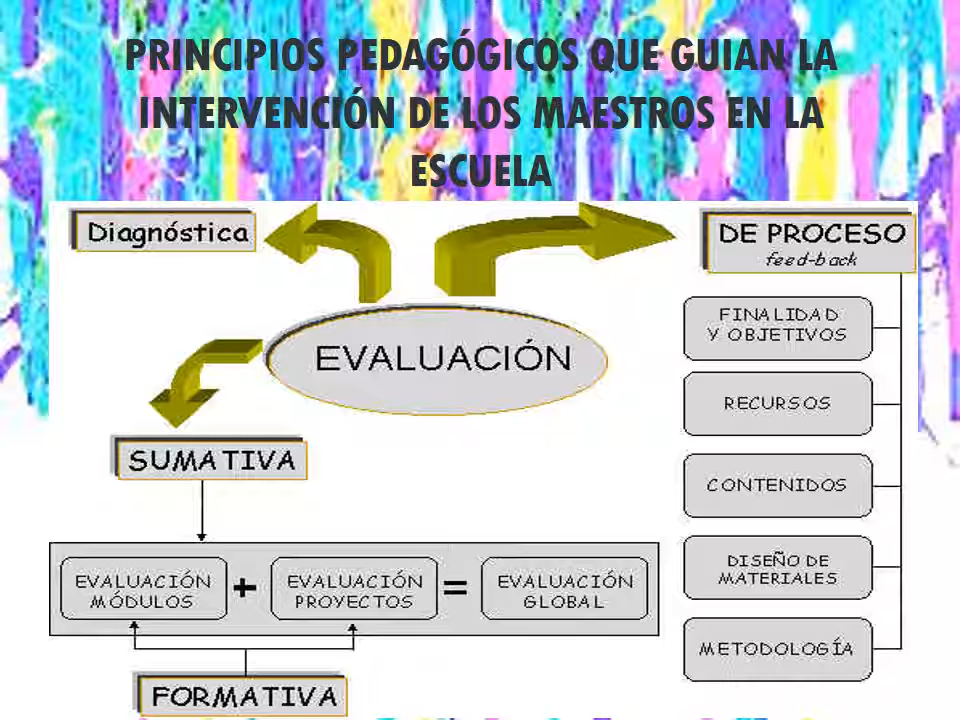 PRINCIPIOS PEDAGÓGICOS QUE GUIAN LA
INTERVENCIÓN DE LOS MAESTROS EN LA
ESCUELA
Diagnóstica
DE PROCESO
feed-back
EVALUACIÓN
FINALIDAD
Y OBJETIVOS
RECURSOS
CONTENIDOS
DISEÑO DE
MATERIALES
METODOLOGÍA
SUMATIVA
EVALUACIÓN
MÓDULOS
+
EVALUACIÓN
PROYECTOS
=
EVALUACIÓN
GLOBAL
FORMATIVA